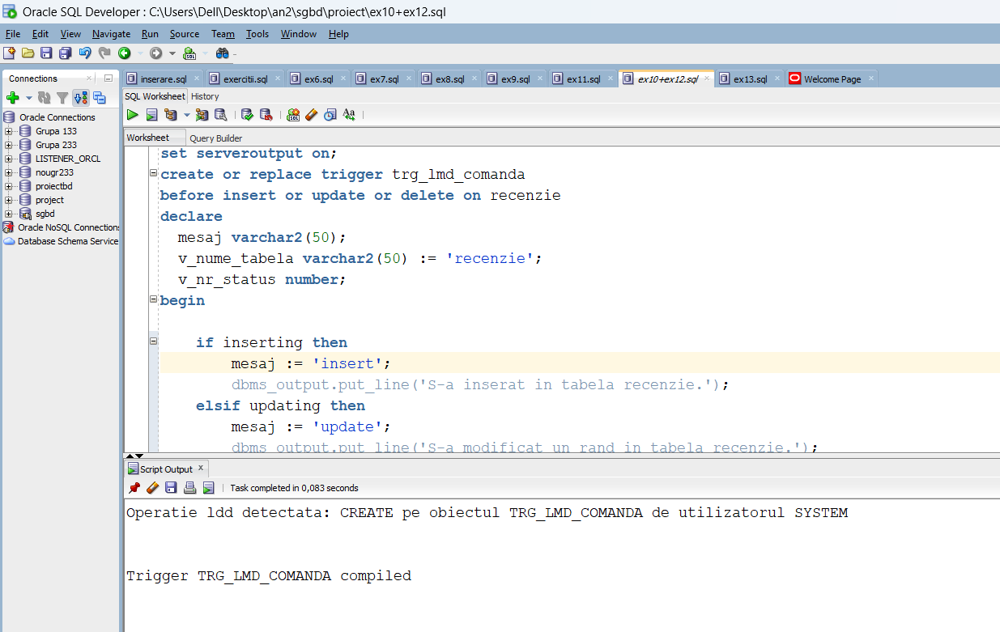 Oracle SQL Developer : C:\Users\Dell\Desktop\an2\sgbd\proiect\ex10+ex12.sql
File Edit View Navigate Run Source Team Tools Window Help
Connections
inserare.sql exercitii.sql ex6.sql ex7.sql ex8.sql ex9.sql ex11.sql ex10+ex12.sql ex13.sql Welcome Page
SQL Worksheet History
Oracle Connections
Grupa 133
Grupa 233
LISTENER_ORCL
nougr233
proiectbd
project
sgbd
Oracle NoSQL Connections
Database Schema Service
Worksheet Query Builder
set serveroutput on;
create or replace trigger trg_lmd_comanda
before insert or update or delete on recenzie
declare
mesaj varchar2(50);
v_nume_tabela varchar2(50) := 'recenzie';
v_nr_status number;
begin
if inserting then
mesaj := 'insert';
dbms_output.put_line('S-a inserat in tabela recenzie.');
elsif updating then
mesaj := 'update';
dbms_output.put_line('S-a modificat un rand in tabela recenzie.');
Script Output
Task completed in 0,083 seconds
Operatie ldd detectata: CREATE pe obiectul TRG_LMD_COMANDA de utilizatorul SYSTEM
Trigger TRG_LMD_COMANDA compiled